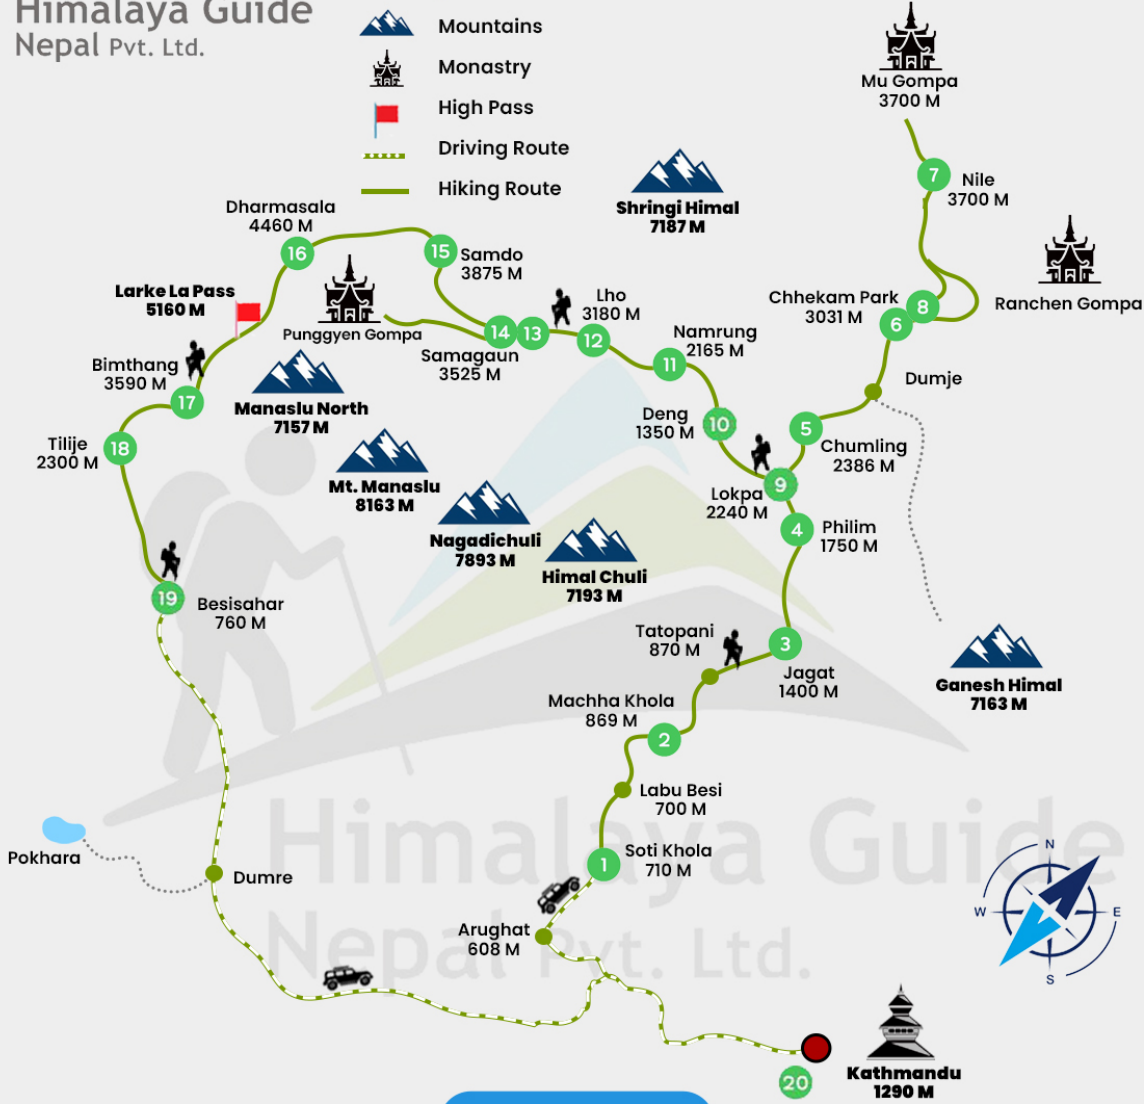 Himalaya Guide
Nepal Pvt. Ltd.
Mountains
Monastry
High Pass
Driving Route
Hiking Route
Mu Gompa
3700 M
7
Nile
3700 M
Shringi Himal
7187 M
Ranchen Gompa
Dharmasala
4460 M
16
15
Samdo
3875 M
Larke La Pass
5160 M
Punggyen Gompa
Lho
3180 M
Chhekam Park
3031 M
8
6
14
13
12
Samagaun
3525 M
Namrung
2165 M
11
Bimthang
3590 M
17
Manaslu North
7157 M
Dumje
Deng
1350 M
10
5
Chumling
2386 M
Tilije
2300 M
18
Mt. Manaslu
8163 M
Lokpa
2240 M
9
Nagadichuli
7893 M
4
Philim
1750 M
Himal Chuli
7193 M
19
Besisahar
760 M
Tatopani
870 M
3
Jagat
1400 M
Ganesh Himal
7163 M
Machha Khola
869 M
2
Labu Besi
700 M
Himalaya Guide
Nepal Pvt. Ltd.
Pokhara
Dumre
1
Soti Khola
710 M
Arughat
608 M
N
W
E
S
20
Kathmandu
1290 M